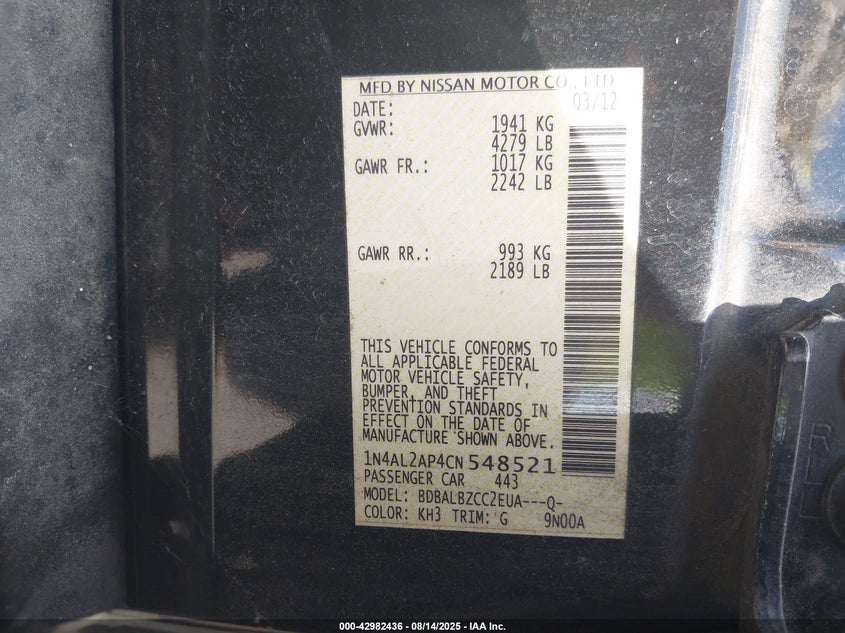 MFD BY NISSAN MOTOR CO., LTD.
DATE: 03/12
GVWR: 1941 KG
4279 LB
GAWR FR.: 1017 KG
2242 LB
GAWR RR.: 993 KG
2189 LB
THIS VEHICLE CONFORMS TO
ALL APPLICABLE FEDERAL
MOTOR VEHICLE SAFETY,
BUMPER, AND THEFT
PREVENTION STANDARDS IN
EFFECT ON THE DATE OF
MANUFACTURE SHOWN ABOVE.
1N4AL2AP4CN548521
PASSENGER CAR 443
MODEL: BDBALBZCC2EUA---Q-
COLOR: KH3 TRIM: G 9N00A
000-42982436 - 08/14/2025 - IAA Inc.